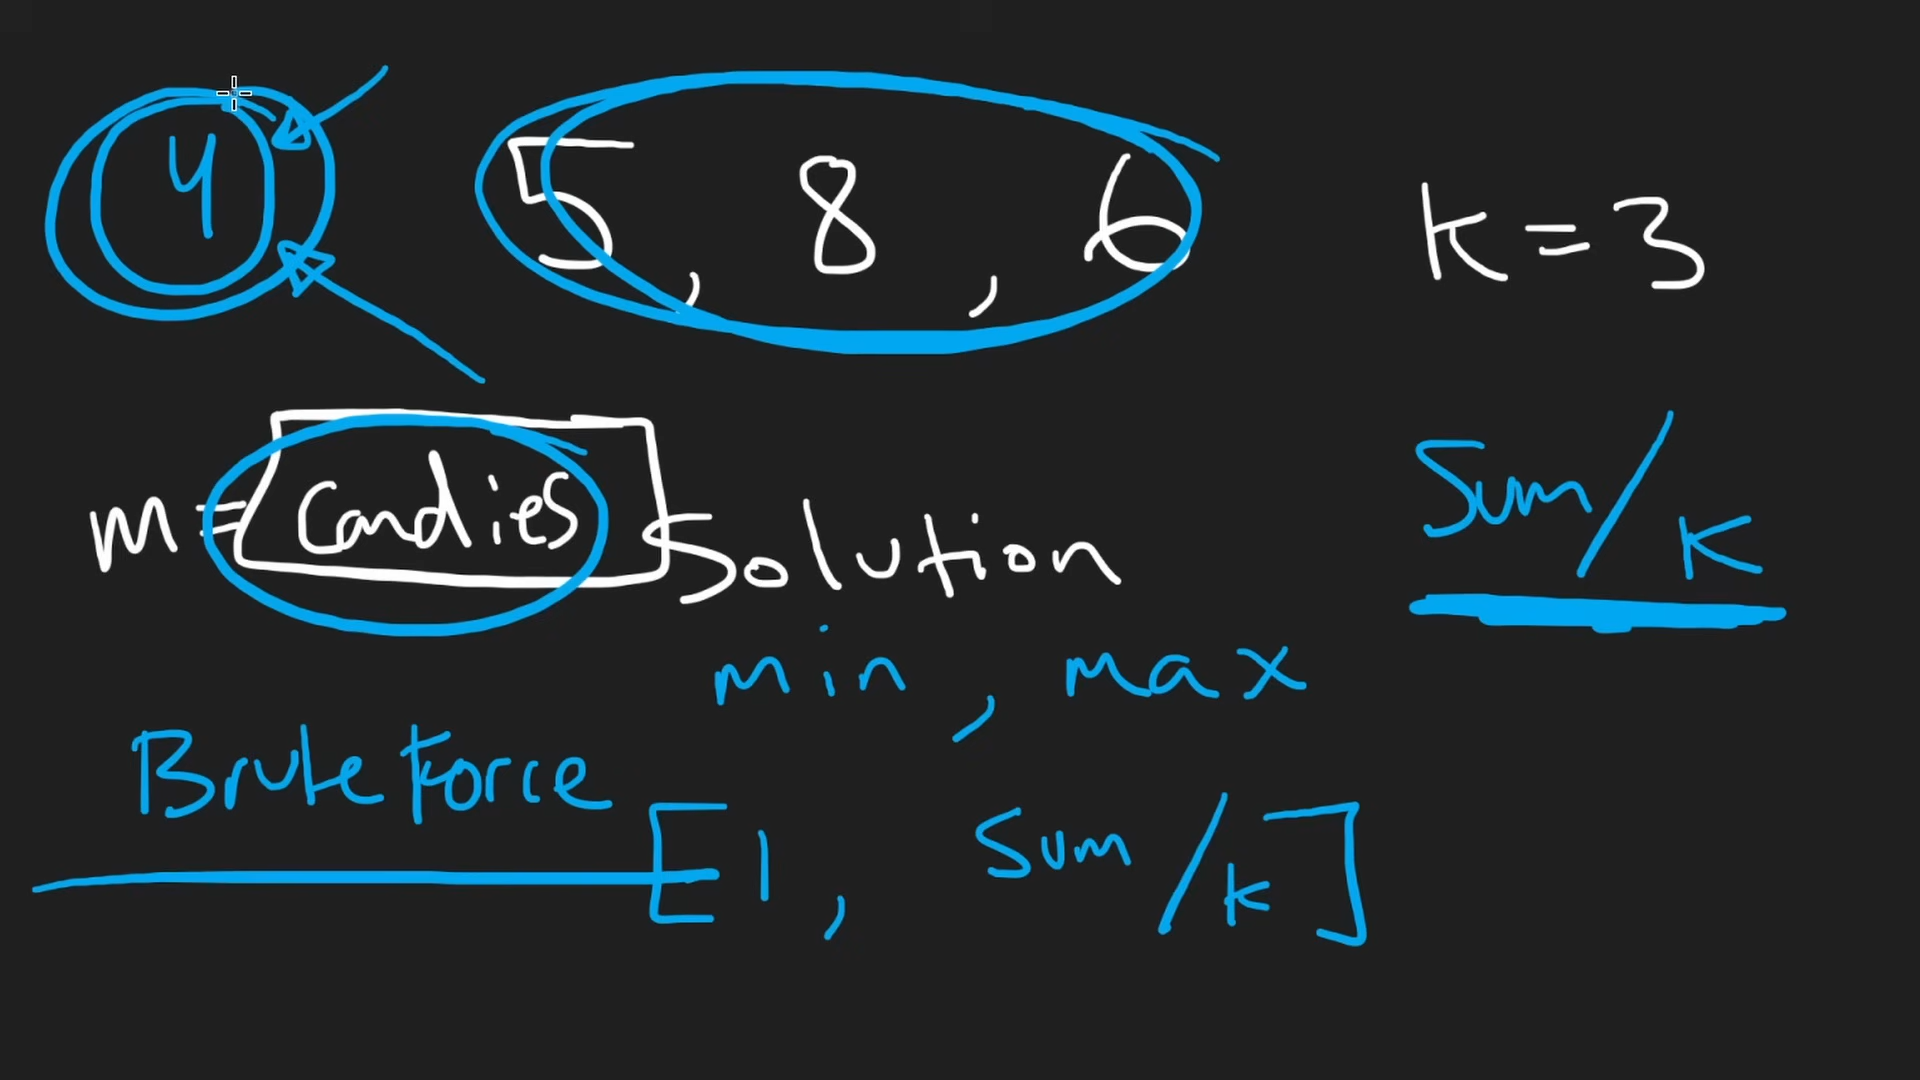 4 5, 8, 6 k=3
m= Candies Solution Sum/K
min, max
Brute Force [1, Sum/k]